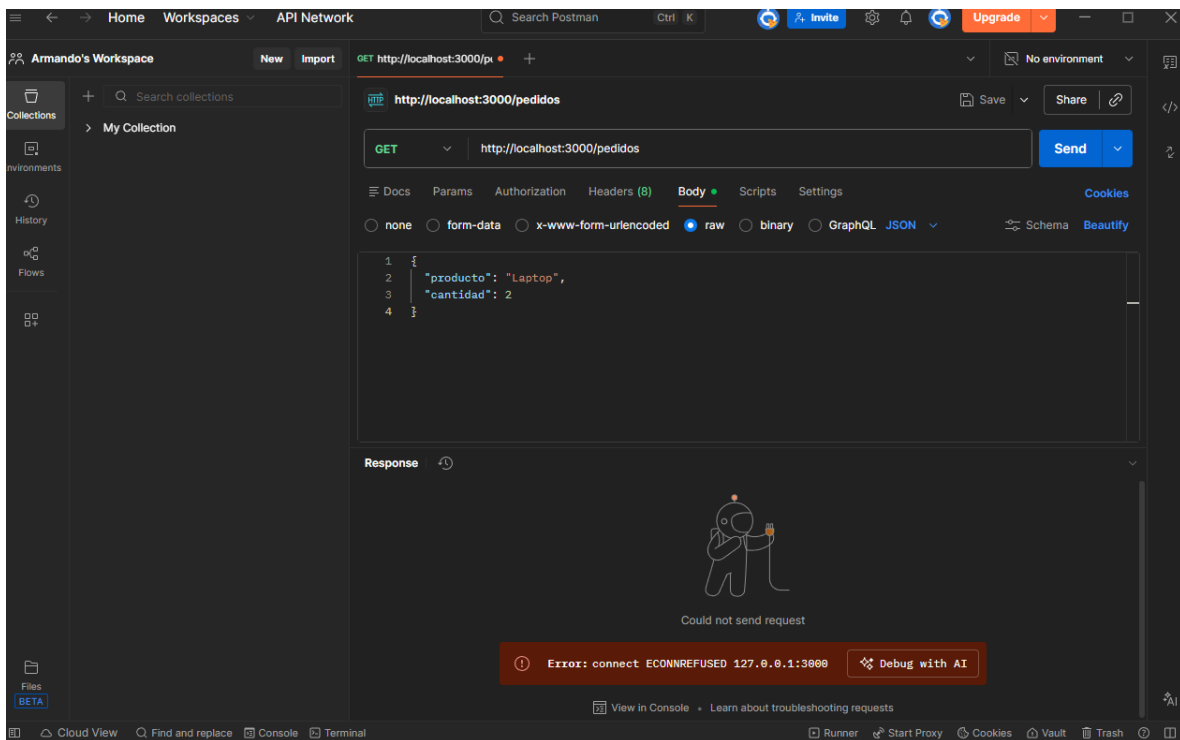 Home Workspaces API Network Search Postman Ctrl K Invite Upgrade
Armando's Workspace New Import GET http://localhost:3000/p No environment
Collections Search collections http://localhost:3000/pedidos Save Share
My Collection
GET http://localhost:3000/pedidos Send
nvironments
Docs Params Authorization Headers (8) Body Scripts Settings Cookies
History
none form-data x-www-form-urlencoded raw binary GraphQL JSON Schema Beautify
Flows
1 {
2 "producto": "Laptop",
3 "cantidad": 2
4 }
Response
Could not send request
Error: connect ECONNREFUSED 127.0.0.1:3000 Debug with AI
Files
BETA
View in Console • Learn about troubleshooting requests
AI
Cloud View Find and replace Console Terminal Runner Start Proxy Cookies Vault Trash